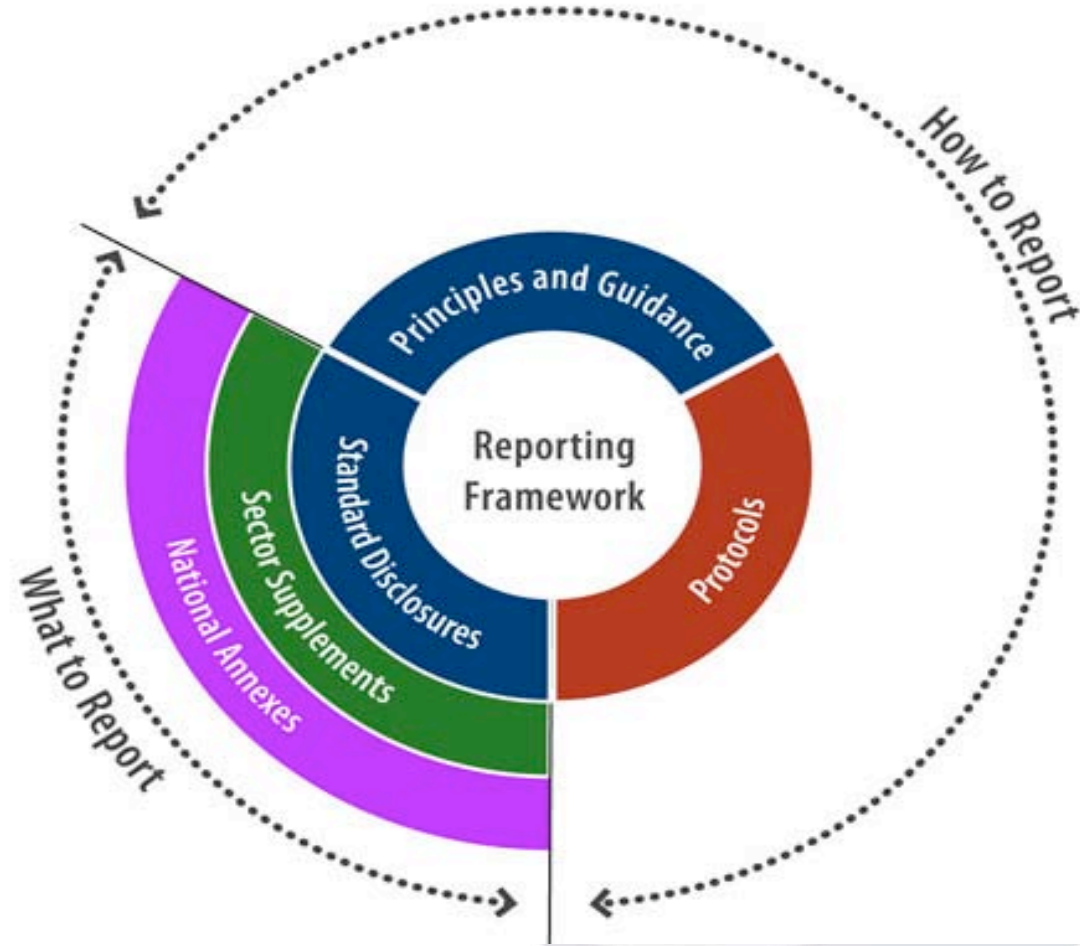 How to Report
Principles and Guidance
Reporting
Framework
Standard Disclosures
Sector Supplements
National Annexes
What to Report
Protocols